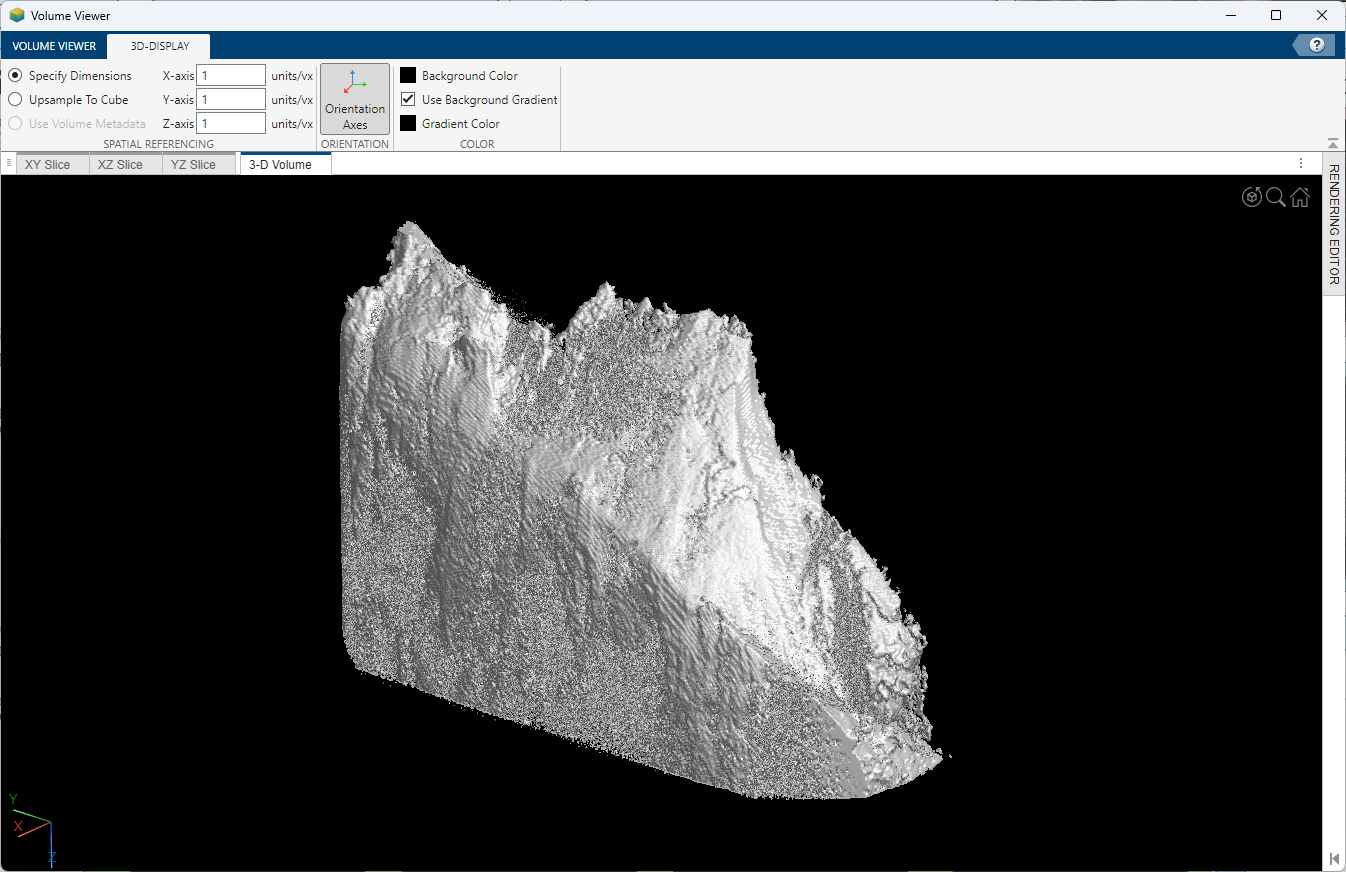 Volume Viewer
VOLUME VIEWER
3D-DISPLAY
?
Specify Dimensions
Upsample To Cube
Use Volume Metadata
X-axis 1 units/vx
Y-axis 1 units/vx
Z-axis 1 units/vx
SPATIAL REFERENCING
Orientation
Axes
ORIENTATION
Background Color
Use Background Gradient
Gradient Color
COLOR
XY Slice
XZ Slice
YZ Slice
3-D Volume
RENDERING EDITOR
Y
X
Z